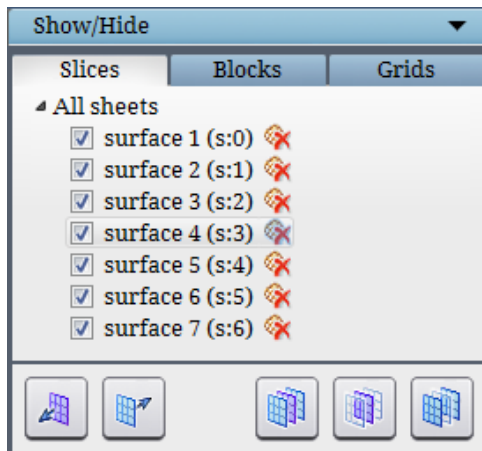 Show/Hide
Slices Blocks Grids
All sheets
surface 1 (s:0)
surface 2 (s:1)
surface 3 (s:2)
surface 4 (s:3)
surface 5 (s:4)
surface 6 (s:5)
surface 7 (s:6)